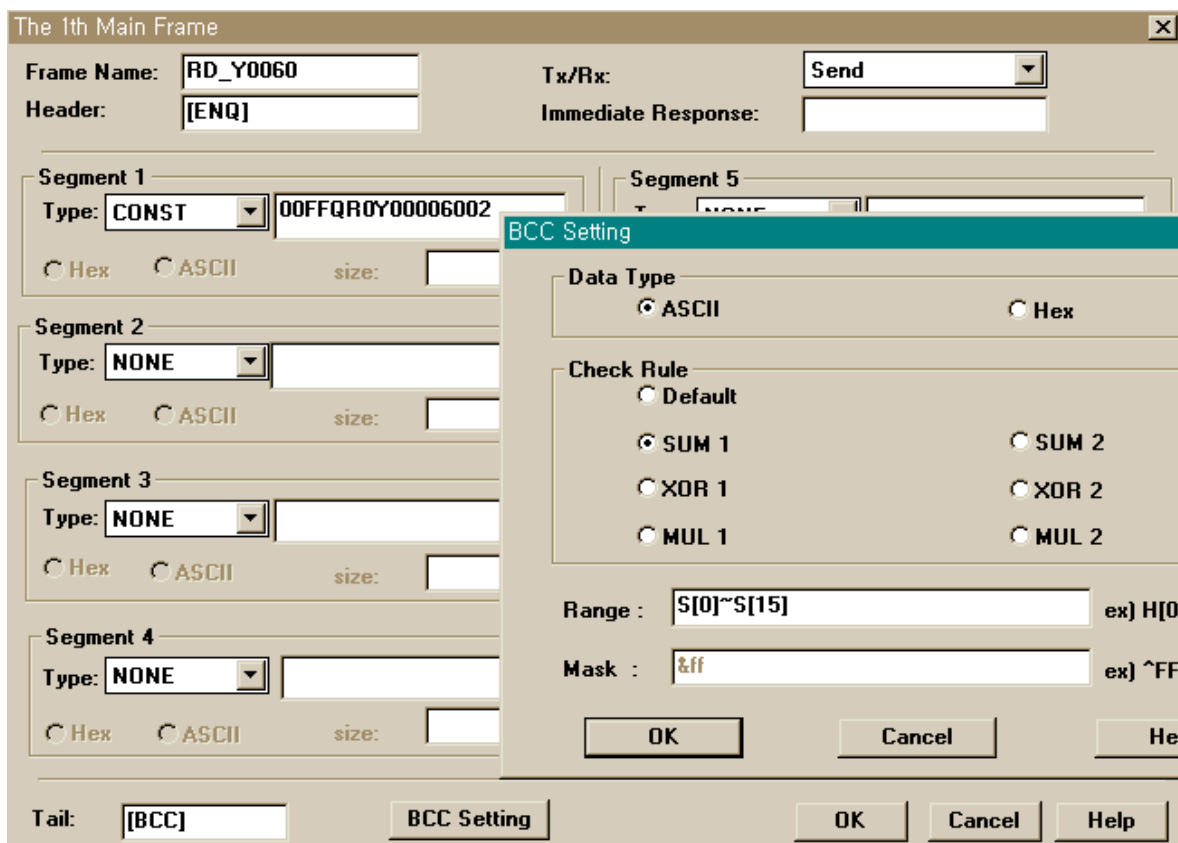 The 1th Main Frame
Frame Name: RD_Y0060 Tx/Rx: Send
Header: [ENQ] Immediate Response:
Segment 1
Type: CONST 00FFQR0Y00006002
Hex ASCII size:
Segment 5
BCC Setting
Data Type
ASCII Hex
Segment 2
Type: NONE
Hex ASCII size:
Check Rule
Default
SUM 1 SUM 2
XOR 1 XOR 2
MUL 1 MUL 2
Segment 3
Type: NONE
Hex ASCII size:
Range : S[0]~S[15] ex) H[0
Mask : &ff ex) ^FF
Segment 4
Type: NONE
Hex ASCII size:
OK Cancel He
Tail: [BCC] BCC Setting OK Cancel Help